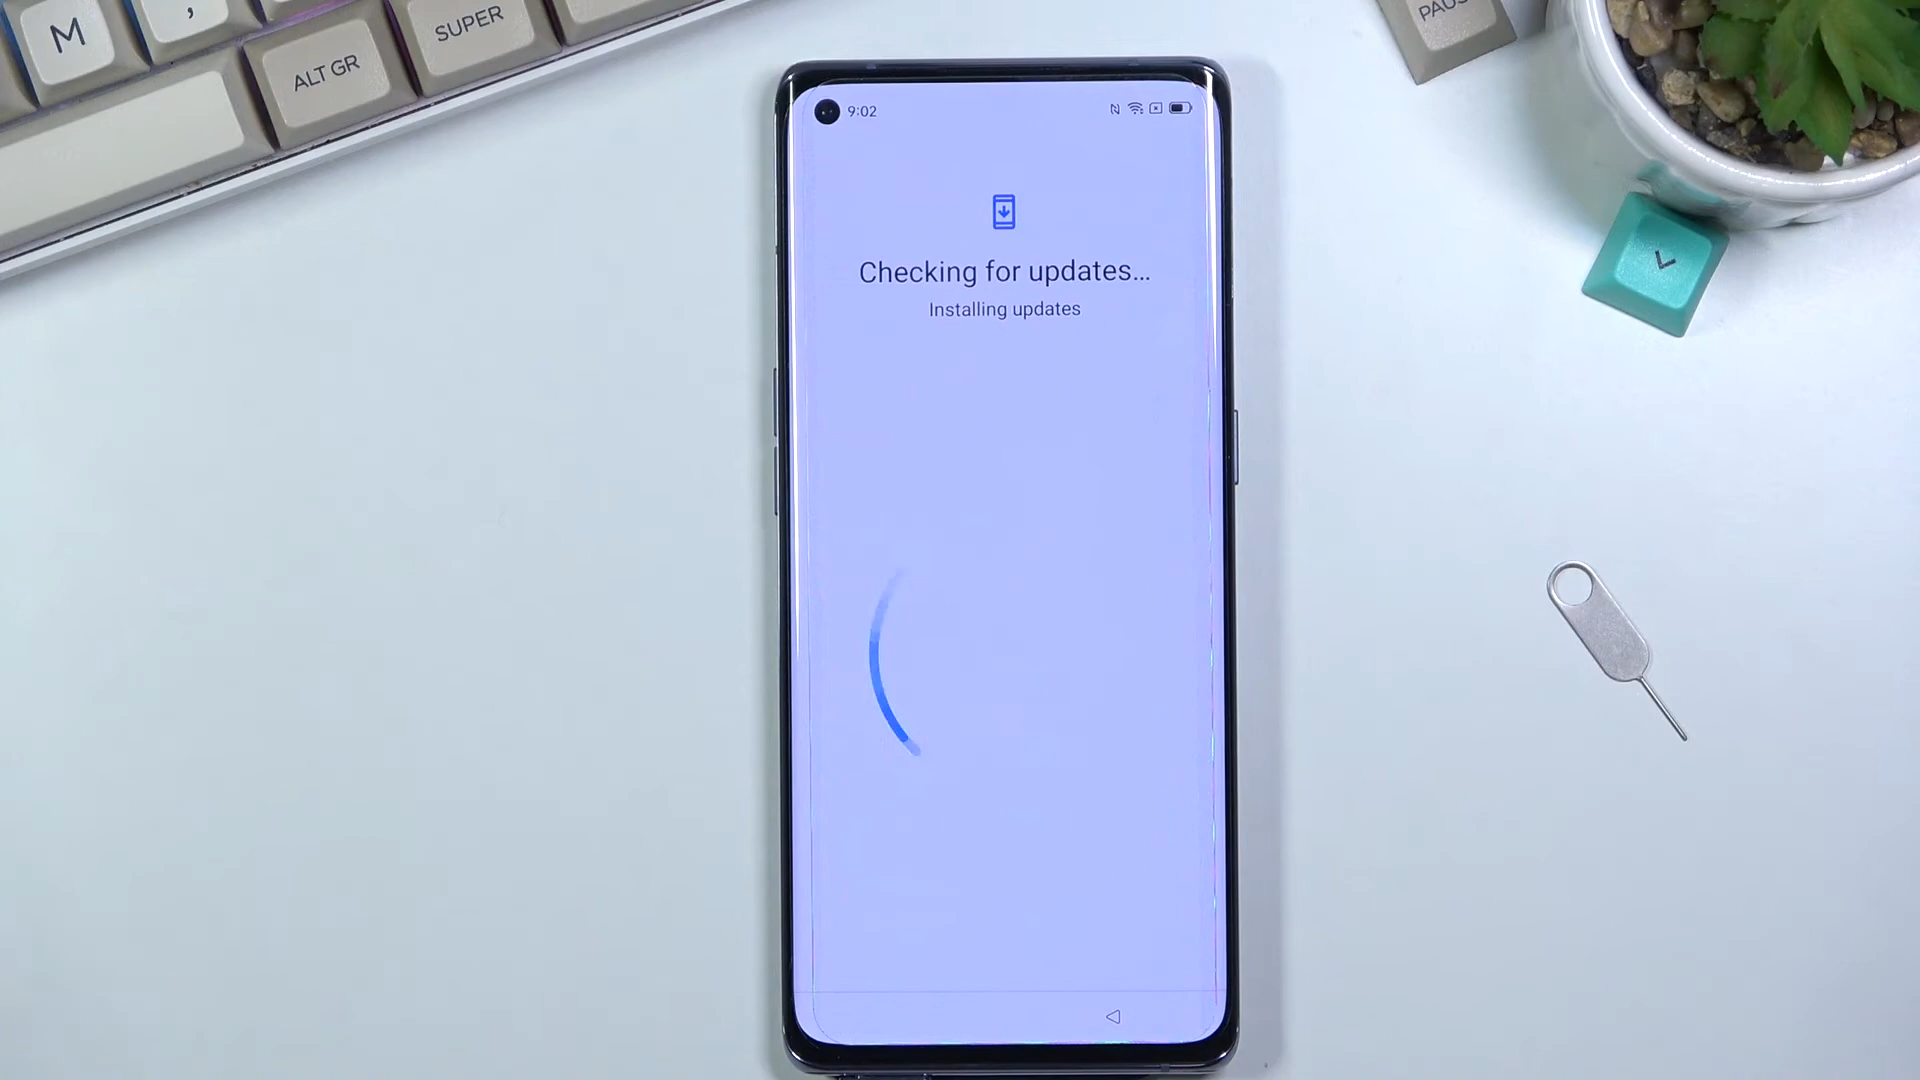 M
,
ALT GR
SUPER
PAUS
9:02
Checking for updates...
Installing updates